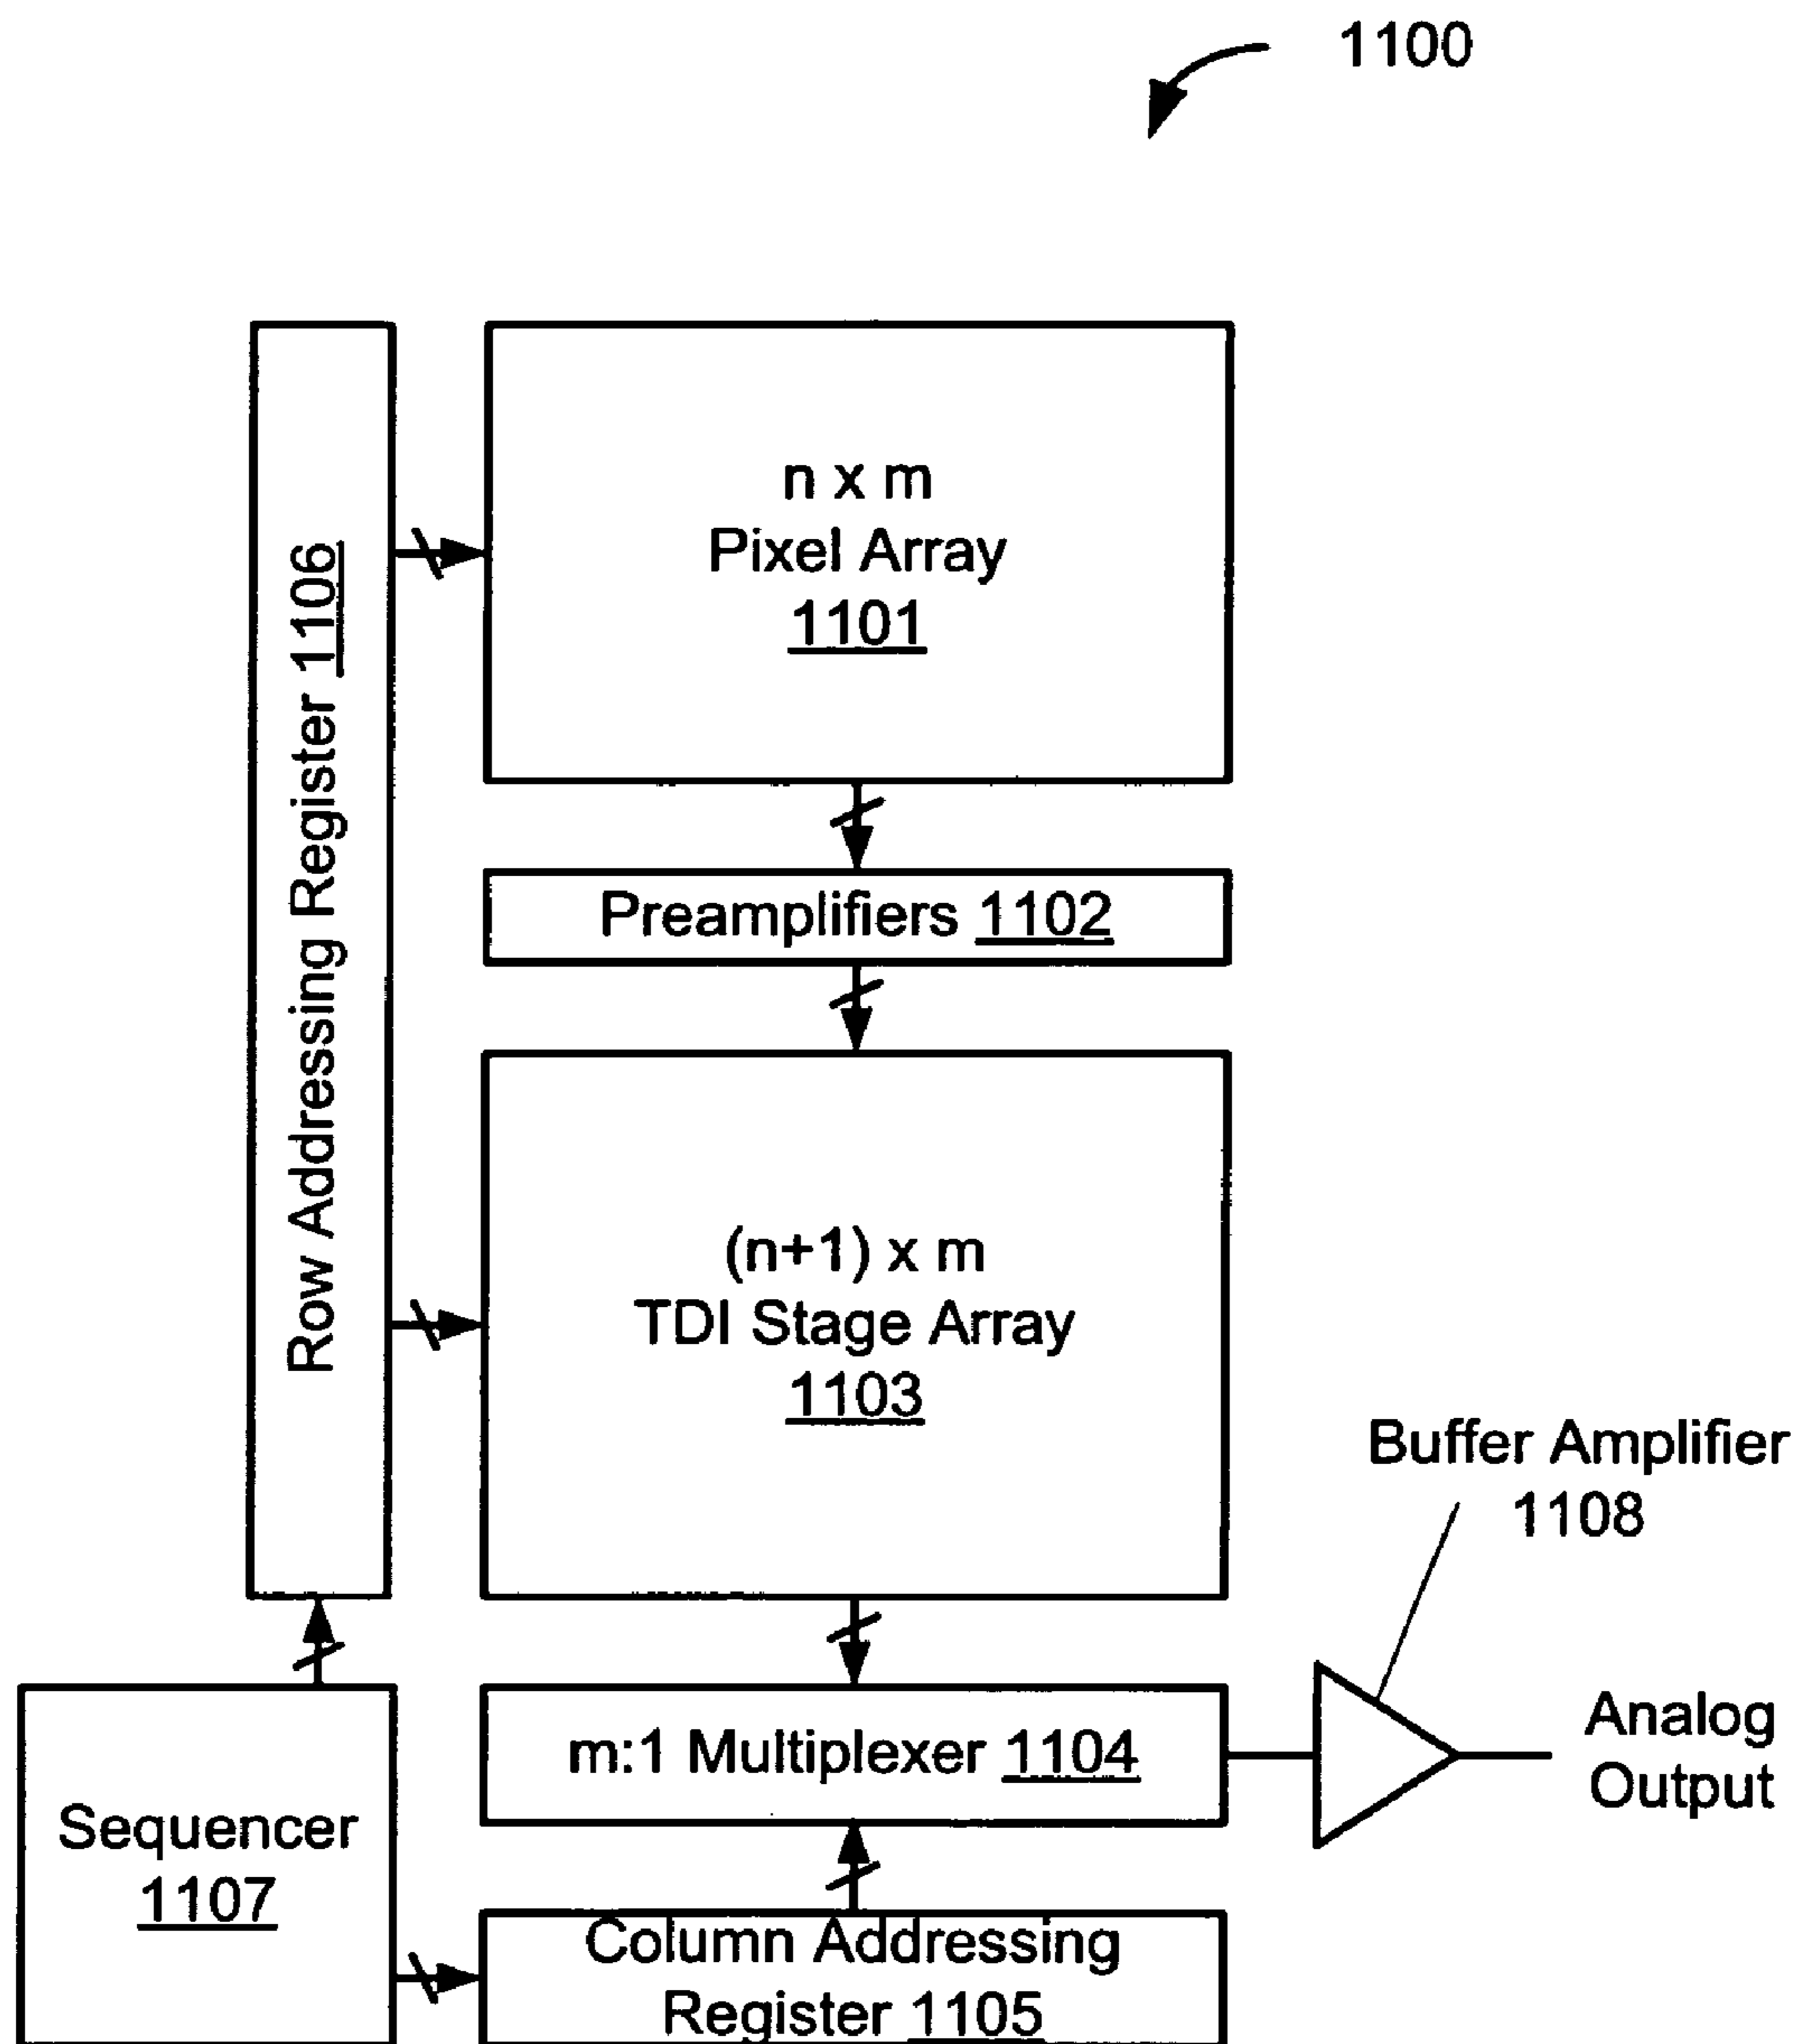 1100
n x m
Pixel Array
1101
Row Addressing Register 1106
Preamplifiers 1102
(n+1) x m
TDI Stage Array
1103
Buffer Amplifier
1108
m:1 Multiplexer 1104
Analog
Output
Sequencer
1107
Column Addressing
Register 1105